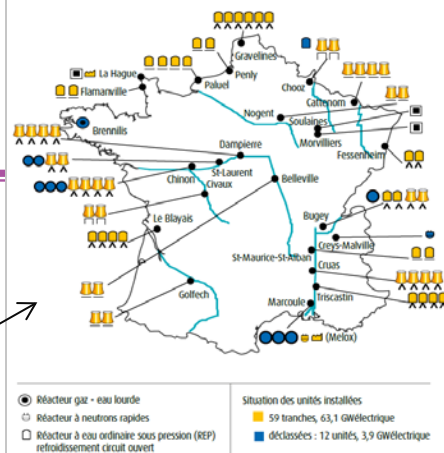 Gravelines
La Hague
Penly
Chooz
Flamanville
Paluel
Cattenom
Nogent
Soulaines
Brennilis
Morvilliers
Dampierre
Fessenheim
St-Laurent
Belleville
Chinon
Civaux
Bugey
Le Blayais
Creys-Malville
St-Maurice-St-Alban
Cruas
Golfech
Triscastin
Marcoule
(Melox)
Réacteur gaz - eau lourde
Réacteur à neutrons rapides
Réacteur à eau ordinaire sous pression (REP)
refroidissement circuit ouvert
Situation des unités installées
59 tranches, 63,1 GWélectrique
déclassées : 12 unités, 3,9 GWélectrique